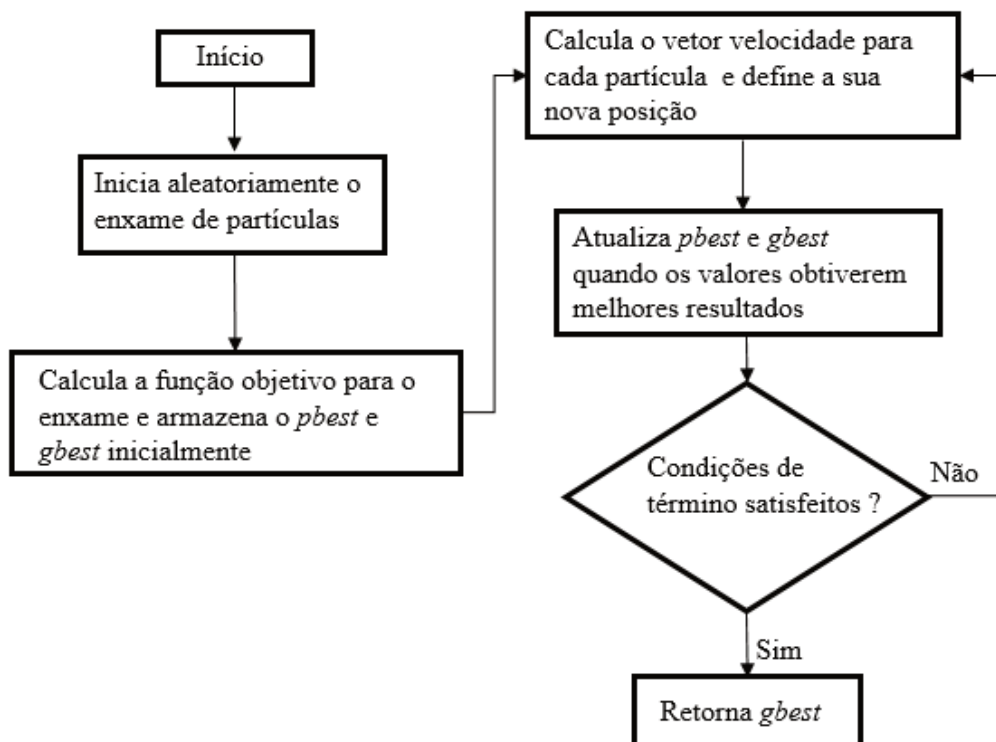 Início
Inicia aleatoriamente o
enxame de partículas
Calcula a função objetivo para o
enxame e armazena o pbest e
gbest inicialmente
Calcula o vetor velocidade para
cada partícula e define a sua
nova posição
Atualiza pbest e gbest
quando os valores obtiverem
melhores resultados
Condições de
término satisfeitos ?
Não
Sim
Retorna gbest